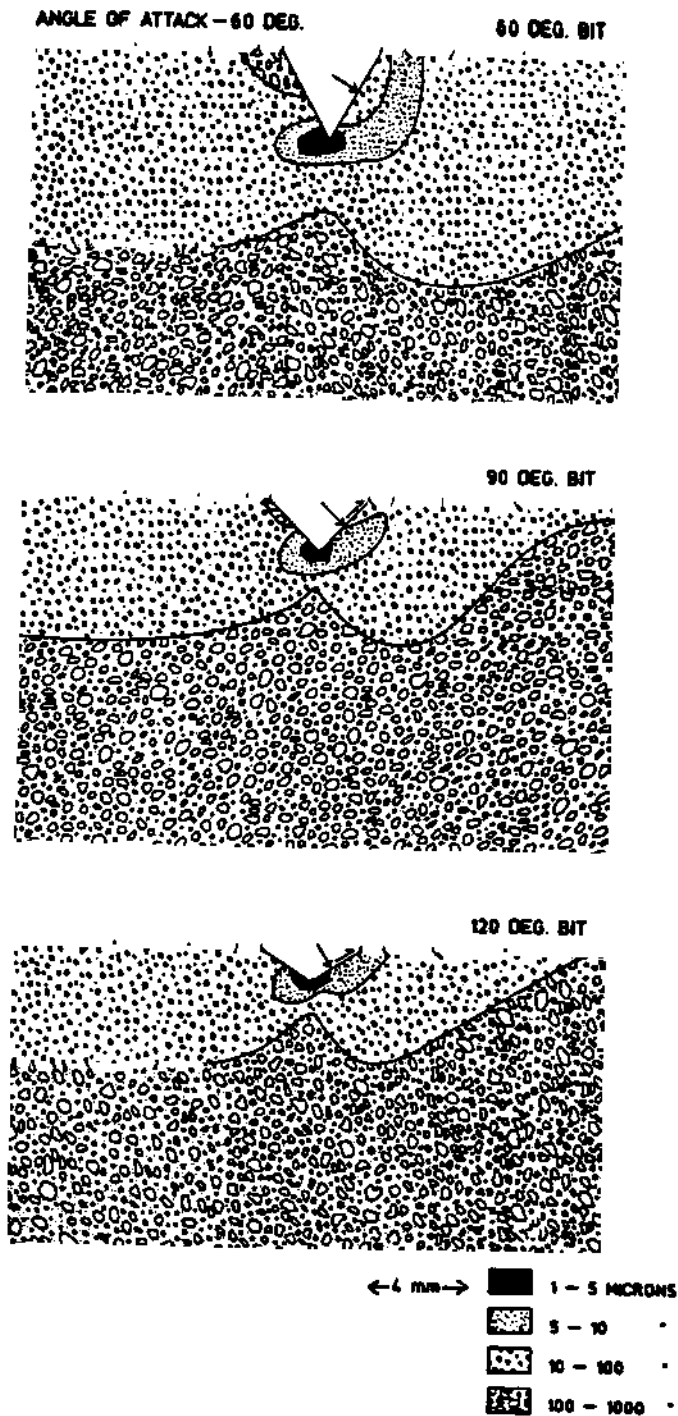 ANGLE OF ATTACK – 60 DEG.
60 DEG. BIT
90 DEG. BIT
120 DEG. BIT
4 mm
1 – 5 MICRONS
5 – 10 "
10 – 100 "
100 – 1000 "